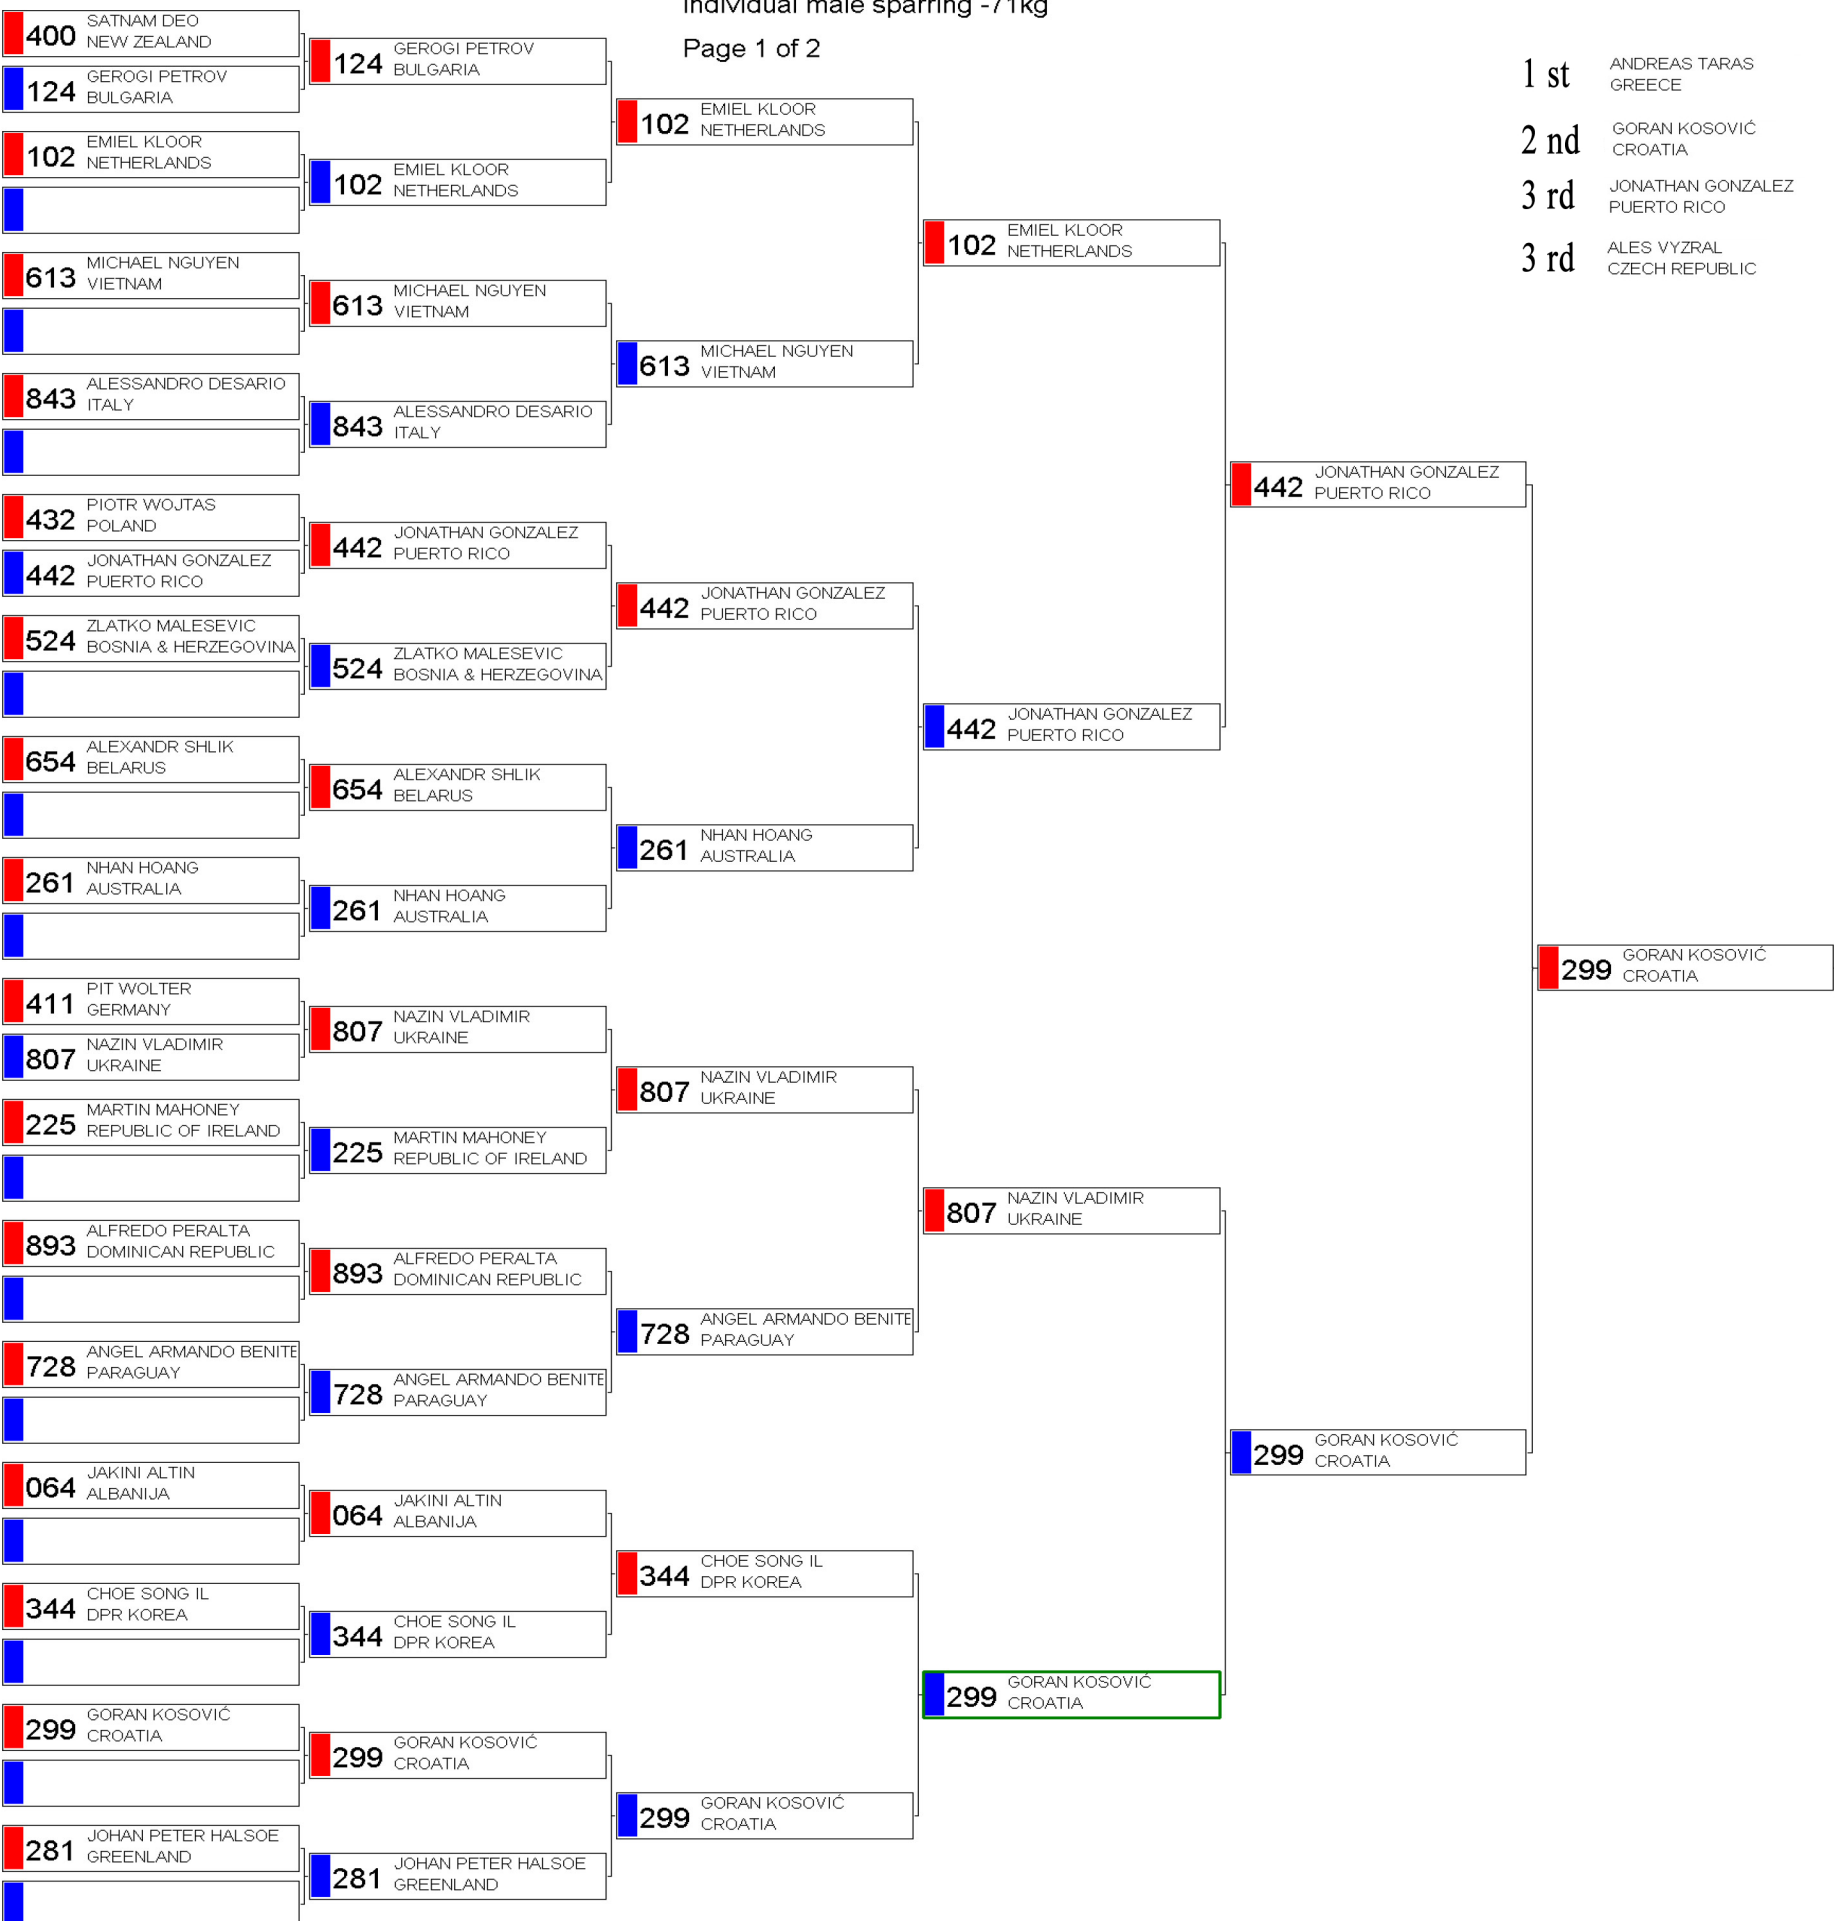 Individual male sparring -71kg
Page 1 of 2
1 st ANDREAS TARAS
GREECE
2 nd GORAN KOSOVIĆ
CROATIA
3 rd JONATHAN GONZALEZ
PUERTO RICO
3 rd ALES VYZRAL
CZECH REPUBLIC
400 SATNAM DEO
NEW ZEALAND
124 GEROGI PETROV
BULGARIA
102 EMIEL KLOOR
NETHERLANDS
613 MICHAEL NGUYEN
VIETNAM
843 ALESSANDRO DESARIO
ITALY
432 PIOTR WOJTAS
POLAND
442 JONATHAN GONZALEZ
PUERTO RICO
524 ZLATKO MALESEVIC
BOSNIA & HERZEGOVINA
654 ALEXANDR SHLIK
BELARUS
261 NHAN HOANG
AUSTRALIA
411 PIT WOLTER
GERMANY
807 NAZIN VLADIMIR
UKRAINE
225 MARTIN MAHONEY
REPUBLIC OF IRELAND
893 ALFREDO PERALTA
DOMINICAN REPUBLIC
728 ANGEL ARMANDO BENITE
PARAGUAY
064 JAKINI ALTIN
ALBANIJA
344 CHOE SONG IL
DPR KOREA
299 GORAN KOSOVIĆ
CROATIA
281 JOHAN PETER HALSOE
GREENLAND
124 GEROGI PETROV
BULGARIA
102 EMIEL KLOOR
NETHERLANDS
613 MICHAEL NGUYEN
VIETNAM
843 ALESSANDRO DESARIO
ITALY
442 JONATHAN GONZALEZ
PUERTO RICO
524 ZLATKO MALESEVIC
BOSNIA & HERZEGOVINA
654 ALEXANDR SHLIK
BELARUS
261 NHAN HOANG
AUSTRALIA
807 NAZIN VLADIMIR
UKRAINE
225 MARTIN MAHONEY
REPUBLIC OF IRELAND
893 ALFREDO PERALTA
DOMINICAN REPUBLIC
728 ANGEL ARMANDO BENITE
PARAGUAY
064 JAKINI ALTIN
ALBANIJA
344 CHOE SONG IL
DPR KOREA
299 GORAN KOSOVIĆ
CROATIA
281 JOHAN PETER HALSOE
GREENLAND
102 EMIEL KLOOR
NETHERLANDS
613 MICHAEL NGUYEN
VIETNAM
442 JONATHAN GONZALEZ
PUERTO RICO
261 NHAN HOANG
AUSTRALIA
807 NAZIN VLADIMIR
UKRAINE
728 ANGEL ARMANDO BENITE
PARAGUAY
344 CHOE SONG IL
DPR KOREA
299 GORAN KOSOVIĆ
CROATIA
102 EMIEL KLOOR
NETHERLANDS
442 JONATHAN GONZALEZ
PUERTO RICO
807 NAZIN VLADIMIR
UKRAINE
299 GORAN KOSOVIĆ
CROATIA
442 JONATHAN GONZALEZ
PUERTO RICO
299 GORAN KOSOVIĆ
CROATIA
299 GORAN KOSOVIĆ
CROATIA